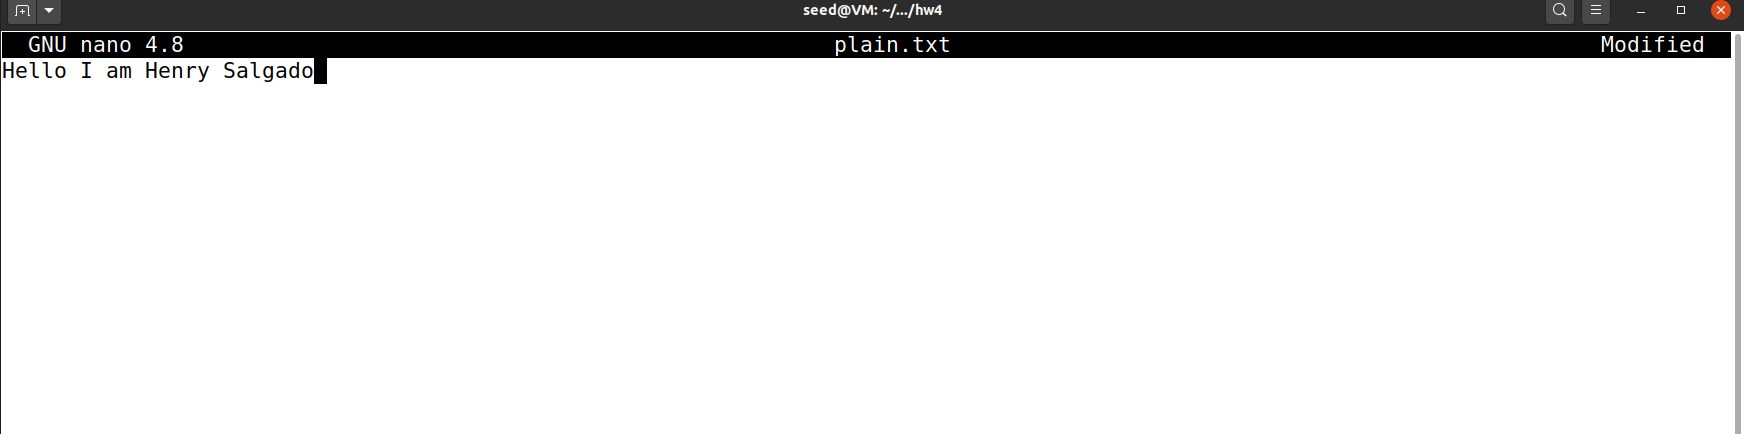 seed@VM: ~/.../hw4
GNU nano 4.8 plain.txt Modified
Hello I am Henry Salgado